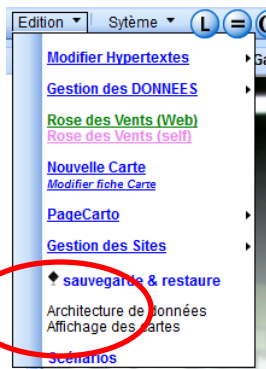 Edition ▼ Sytème ▼ L = 
Modifier Hypertextes
Gestion des DONNEES
Rose des Vents (Web)
Rose des Vents (self)
Nouvelle Carte
Modifier fiche Carte
PageCarto
Gestion des Sites
sauvegarde & restaure
Architecture de données
Affichage des cartes
Scénarios